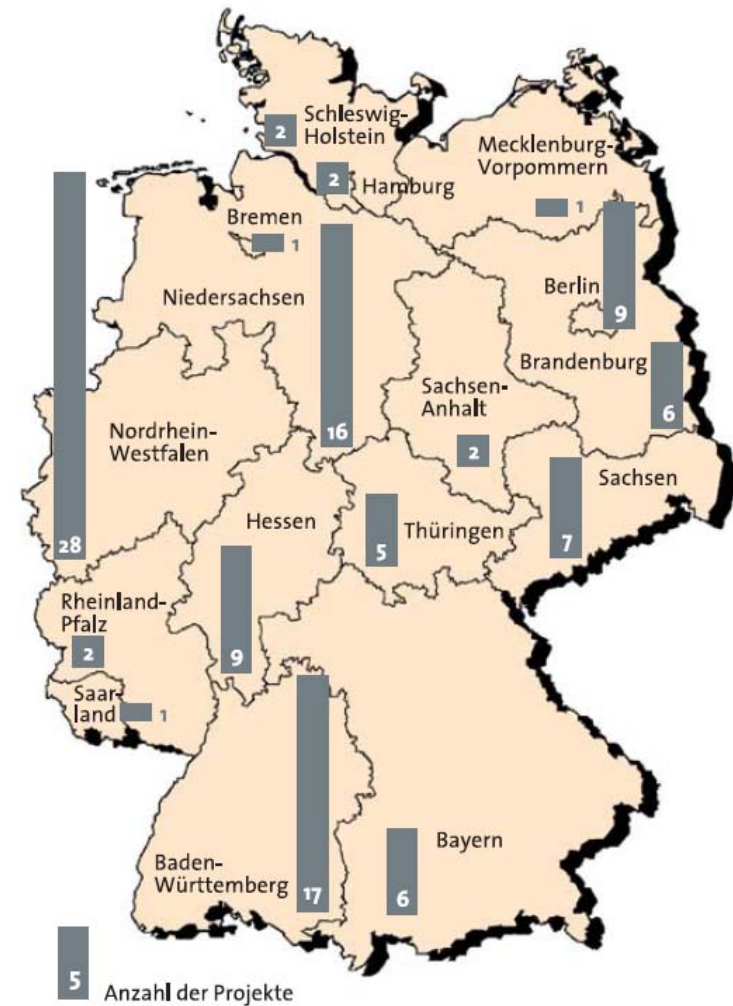 Schleswig-
Holstein
2
Mecklenburg-
Vorpommern
1
2
Hamburg
Bremen
1
Niedersachsen
16
Berlin
9
Brandenburg
6
Sachsen-
Anhalt
2
Nordrhein-
Westfalen
28
Sachsen
7
Hessen
9
Thüringen
5
Rheinland-
Pfalz
2
Saar-
land
1
Baden-
Württemberg
17
Bayern
6
5
Anzahl der Projekte